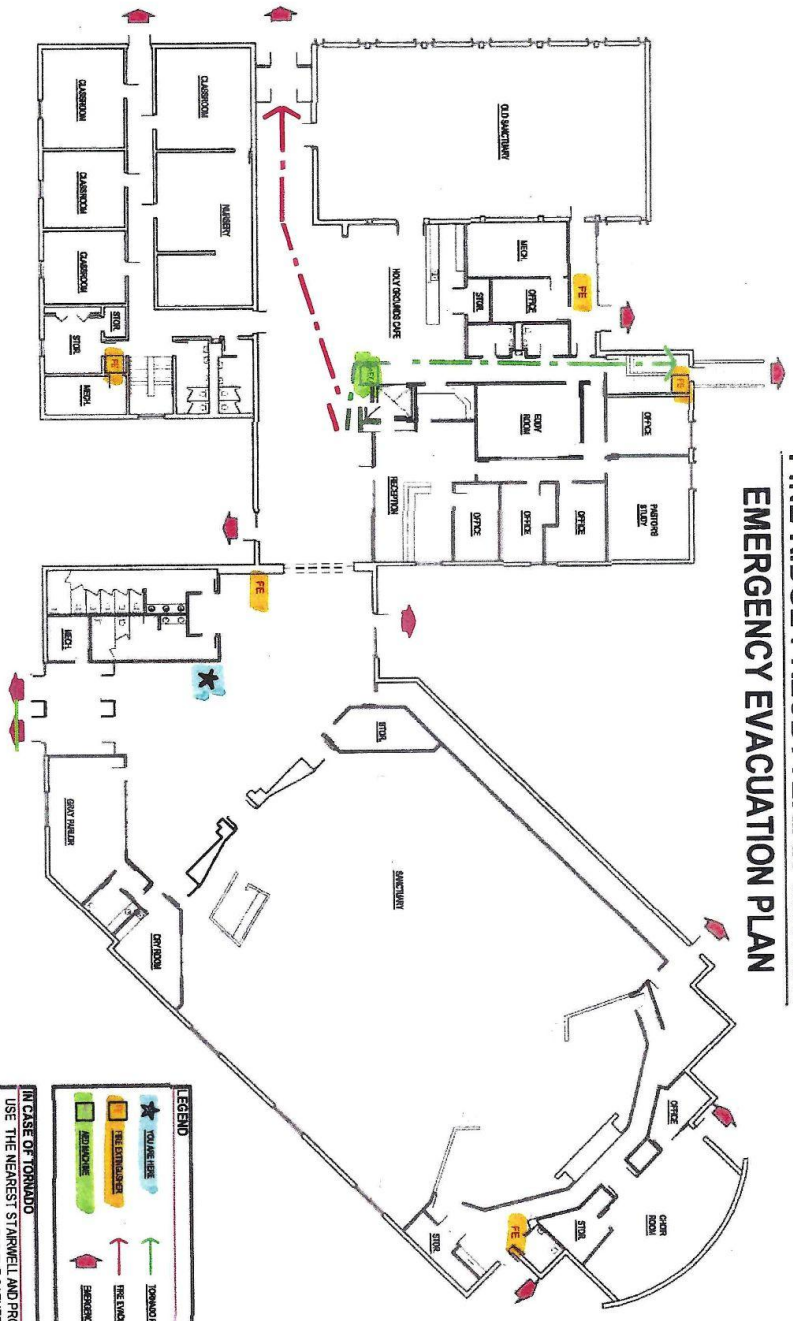 EMERGENCY EVACUATION PLAN
CLASSROOM
CLASSROOM
CLASSROOM
CLASSROOM
NURSERY
STOR.
STOR.
MECH.
FE
OLD SANCTUARY
HOLY GROUNDS CAFE
MECH.
STOR.
OFFICE
FE
FE
OFFICE
PASTOR'S
STUDY
EDDY
ROOM
OFFICE
OFFICE
OFFICE
RECEPTION
FE
MECH.
STOR.
GRAY PARLOR
DRY ROOM
SANCTUARY
OFFICE
CHOIR
ROOM
STOR.
FE
STOR.
LEGEND
YOU ARE HERE
FIRE EXTINGUISHER
AED MACHINE
TORNADO
FIRE
IN CASE OF TORNADO
USE THE NEAREST STAIRWELL AND